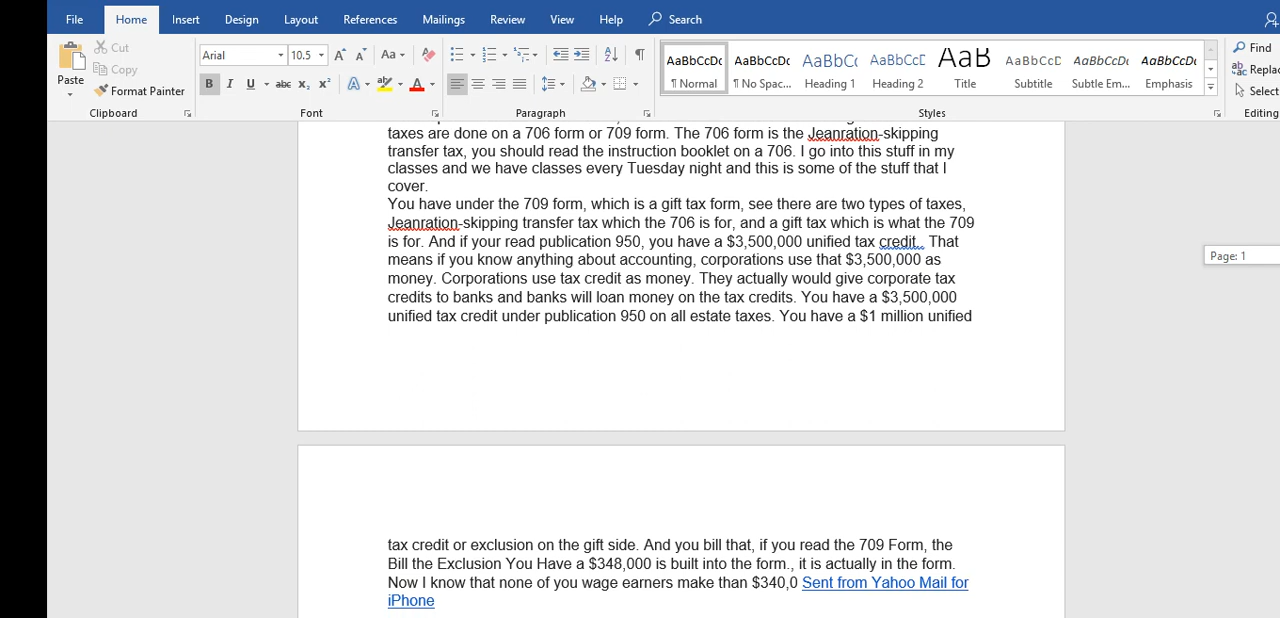 File Home Insert Design Layout References Mailings Review View Help Search
Cut
Copy
Paste
Format Painter
Clipboard
Arial 10.5
Aa
B I U abc x₂ x²
Font
Paragraph
AaBbCcDc AaBbCcDc AaBbC AaBbCcD AaB AaBbCcD AaBbCcDc AaBbCcDc
¶ Normal ¶ No Spac... Heading 1 Heading 2 Title Subtitle Subtle Em... Emphasis
Styles
Find
Replac
Select
Editing
taxes are done on a 706 form or 709 form. The 706 form is the Jeanration-skipping
transfer tax, you should read the instruction booklet on a 706. I go into this stuff in my
classes and we have classes every Tuesday night and this is some of the stuff that I
cover.
You have under the 709 form, which is a gift tax form, see there are two types of taxes,
Jeanration-skipping transfer tax which the 706 is for, and a gift tax which is what the 709
is for. And if your read publication 950, you have a $3,500,000 unified tax credit.. That
means if you know anything about accounting, corporations use that $3,500,000 as
money. Corporations use tax credit as money. They actually would give corporate tax
credits to banks and banks will loan money on the tax credits. You have a $3,500,000
unified tax credit under publication 950 on all estate taxes. You have a $1 million unified
Page: 1
tax credit or exclusion on the gift side. And you bill that, if you read the 709 Form, the
Bill the Exclusion You Have a $348,000 is built into the form., it is actually in the form.
Now I know that none of you wage earners make than $340,0 Sent from Yahoo Mail for
iPhone